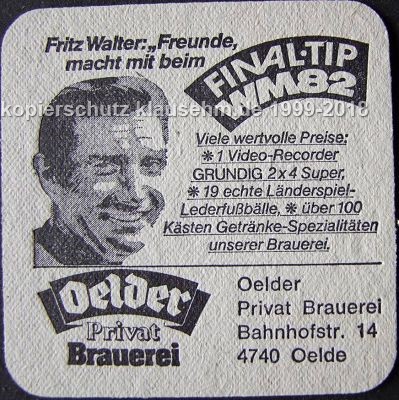 Fritz Walter: „Freunde,
macht mit beim
FINAL-TIP
WM82
kopierschutz klausehm.de 1999-2018
Viele wertvolle Preise:
✻ 1 Video-Recorder
GRUNDIG 2x4 Super,
✻ 19 echte Länderspiel-
Lederfußbälle, ✻ über 100
Kästen Getränke-Spezialitäten
unserer Brauerei.
Oelder
Privat
Brauerei
Oelder
Privat Brauerei
Bahnhofstr. 14
4740 Oelde